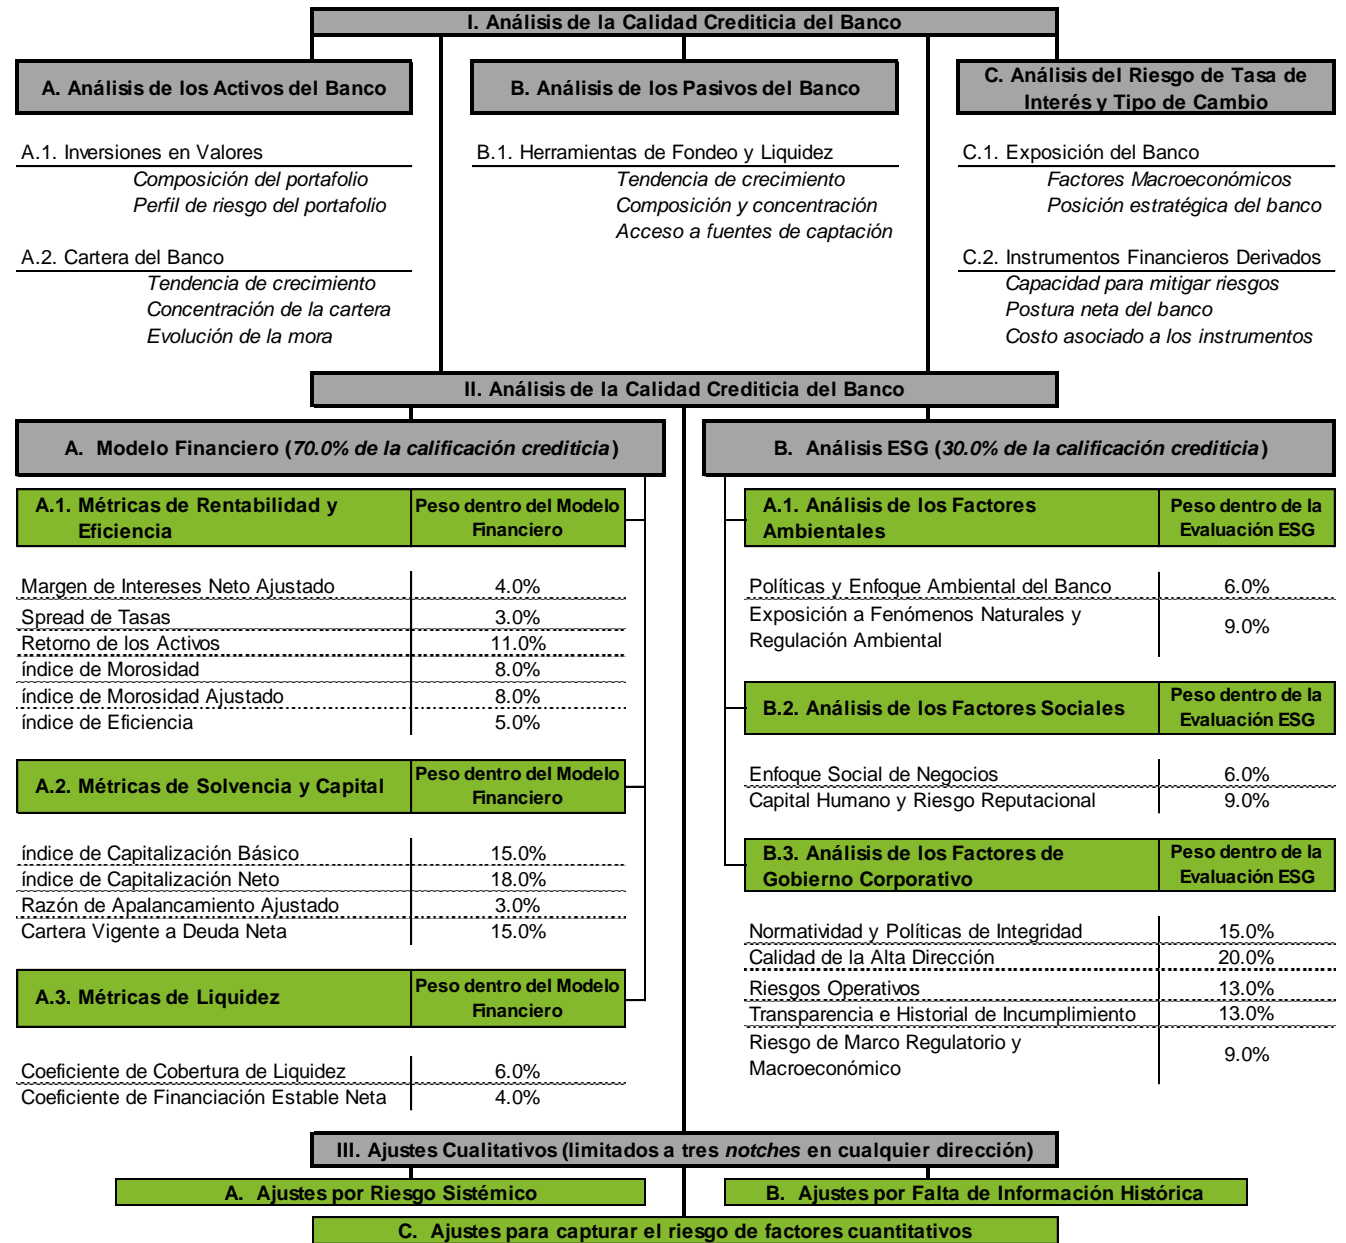 I. Análisis de la Calidad Crediticia del Banco
A. Análisis de los Activos del Banco
A.1. Inversiones en Valores
Composición del portafolio
Perfil de riesgo del portafolio
A.2. Cartera del Banco
Tendencia de crecimiento
Concentración de la cartera
Evolución de la mora
B. Análisis de los Pasivos del Banco
B.1. Herramientas de Fondeo y Liquidez
Tendencia de crecimiento
Composición y concentración
Acceso a fuentes de captación
C. Análisis del Riesgo de Tasa de
Interés y Tipo de Cambio
C.1. Exposición del Banco
Factores Macroeconómicos
Posición estratégica del banco
C.2. Instrumentos Financieros Derivados
Capacidad para mitigar riesgos
Postura neta del banco
Costo asociado a los instrumentos
II. Análisis de la Calidad Crediticia del Banco
A. Modelo Financiero (70.0% de la calificación crediticia)
A.1. Métricas de Rentabilidad y
Eficiencia
Peso dentro del Modelo
Financiero
Margen de Intereses Neto Ajustado 4.0%
Spread de Tasas 3.0%
Retorno de los Activos 11.0%
índice de Morosidad 8.0%
índice de Morosidad Ajustado 8.0%
índice de Eficiencia 5.0%
A.2. Métricas de Solvencia y Capital
Peso dentro del Modelo
Financiero
índice de Capitalización Básico 15.0%
índice de Capitalización Neto 18.0%
Razón de Apalancamiento Ajustado 3.0%
Cartera Vigente a Deuda Neta 15.0%
A.3. Métricas de Liquidez
Peso dentro del Modelo
Financiero
Coeficiente de Cobertura de Liquidez 6.0%
Coeficiente de Financiación Estable Neta 4.0%
B. Análisis ESG (30.0% de la calificación crediticia)
A.1. Análisis de los Factores
Ambientales
Peso dentro de la
Evaluación ESG
Políticas y Enfoque Ambiental del Banco 6.0%
Exposición a Fenómenos Naturales y
Regulación Ambiental
9.0%
B.2. Análisis de los Factores Sociales
Peso dentro de la
Evaluación ESG
Enfoque Social de Negocios 6.0%
Capital Humano y Riesgo Reputacional 9.0%
B.3. Análisis de los Factores de
Gobierno Corporativo
Peso dentro de la
Evaluación ESG
Normatividad y Políticas de Integridad 15.0%
Calidad de la Alta Dirección 20.0%
Riesgos Operativos 13.0%
Transparencia e Historial de Incumplimiento 13.0%
Riesgo de Marco Regulatorio y
Macroeconómico
9.0%
III. Ajustes Cualitativos (limitados a tres notches en cualquier dirección)
A. Ajustes por Riesgo Sistémico
B. Ajustes por Falta de Información Histórica
C. Ajustes para capturar el riesgo de factores cuantitativos